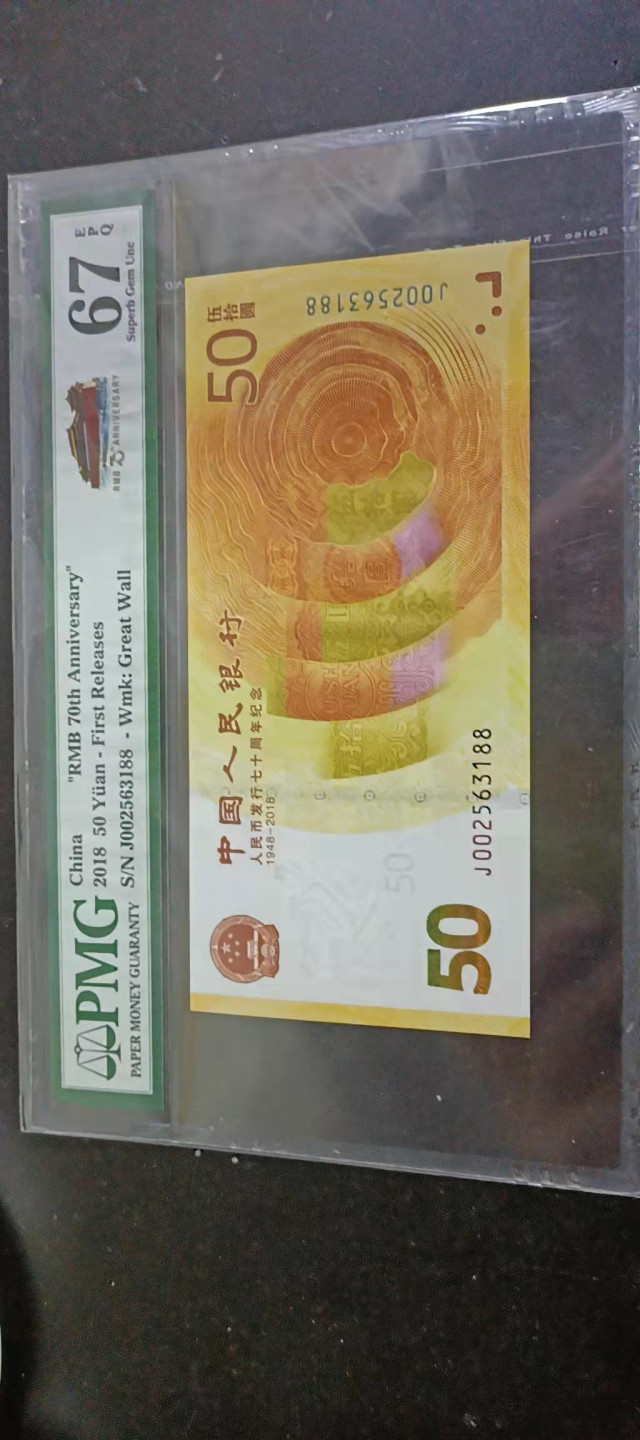 PMG
PAPER MONEY GUARANTY
China "RMB 70th Anniversary"
2018 50 Yüan - First Releases
S/N J002563188 - Wmk: Great Wall
RMB 70 ANNIVERSARY
67
E
P
Q
Superb Gem Unc
中国人民银行
人民币发行七十周年纪念
1948-2018
50
伍拾圆
J002563188
50
50
J002563188